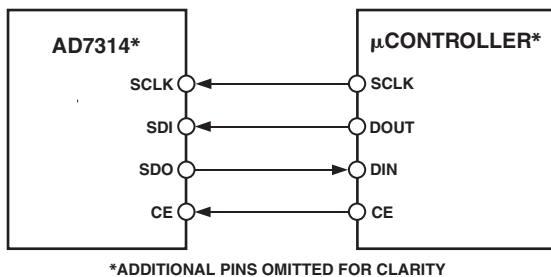 AD7314*
μCONTROLLER*
SCLK
SCLK
SDI
DOUT
SDO
DIN
CE
CE
*ADDITIONAL PINS OMITTED FOR CLARITY